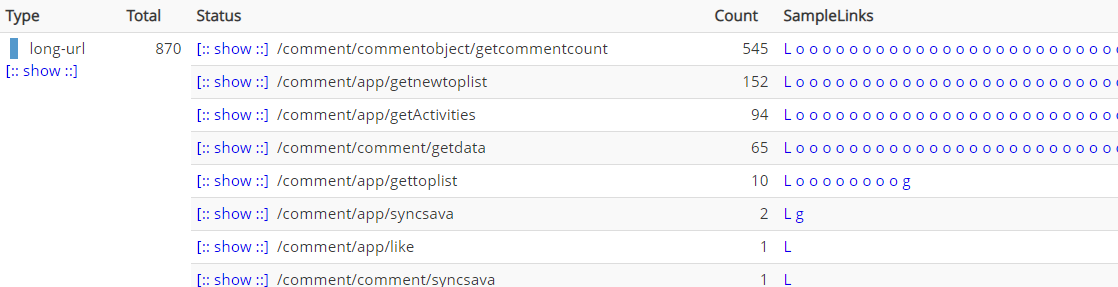 Type Total Status Count SampleLinks
long-url 870 [:: show ::] /comment/commentobject/getcommentcount 545 L o o o o o o o o o o o o o o o o o o o o o o o o
[:: show ::]
[:: show ::] /comment/app/getnewtoplist 152 L o o o o o o o o o o o o o o o o o o o o o o o o
[:: show ::] /comment/app/getActivities 94 L o o o o o o o o o o o o o o o o o o o o o o o o
[:: show ::] /comment/comment/getdata 65 L o o o o o o o o o o o o o o o o o o o o o o o o
[:: show ::] /comment/app/gettoplist 10 L o o o o o o o o g
[:: show ::] /comment/app/syncsava 2 L g
[:: show ::] /comment/app/like 1 L
[:: show ::] /comment/comment/syncsava 1 L